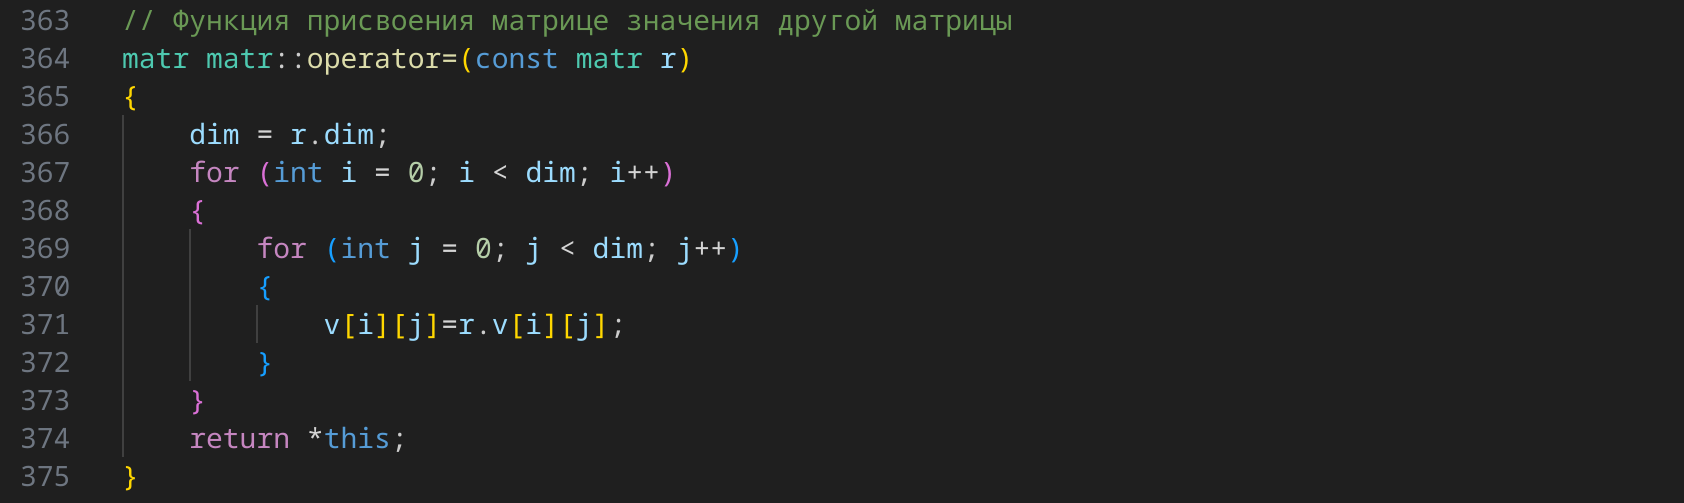 363 // Функция присвоения матрице значения другой матрицы
364 matr matr::operator=(const matr r)
365 {
366     dim = r.dim;
367     for (int i = 0; i < dim; i++)
368     {
369         for (int j = 0; j < dim; j++)
370         {
371             v[i][j]=r.v[i][j];
372         }
373     }
374     return *this;
375 }